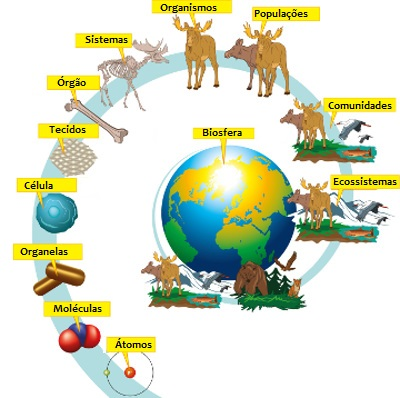 Organismos
Populações
Sistemas
Órgão
Comunidades
Tecidos
Biosfera
Célula
Ecossistemas
Organelas
Moléculas
Átomos